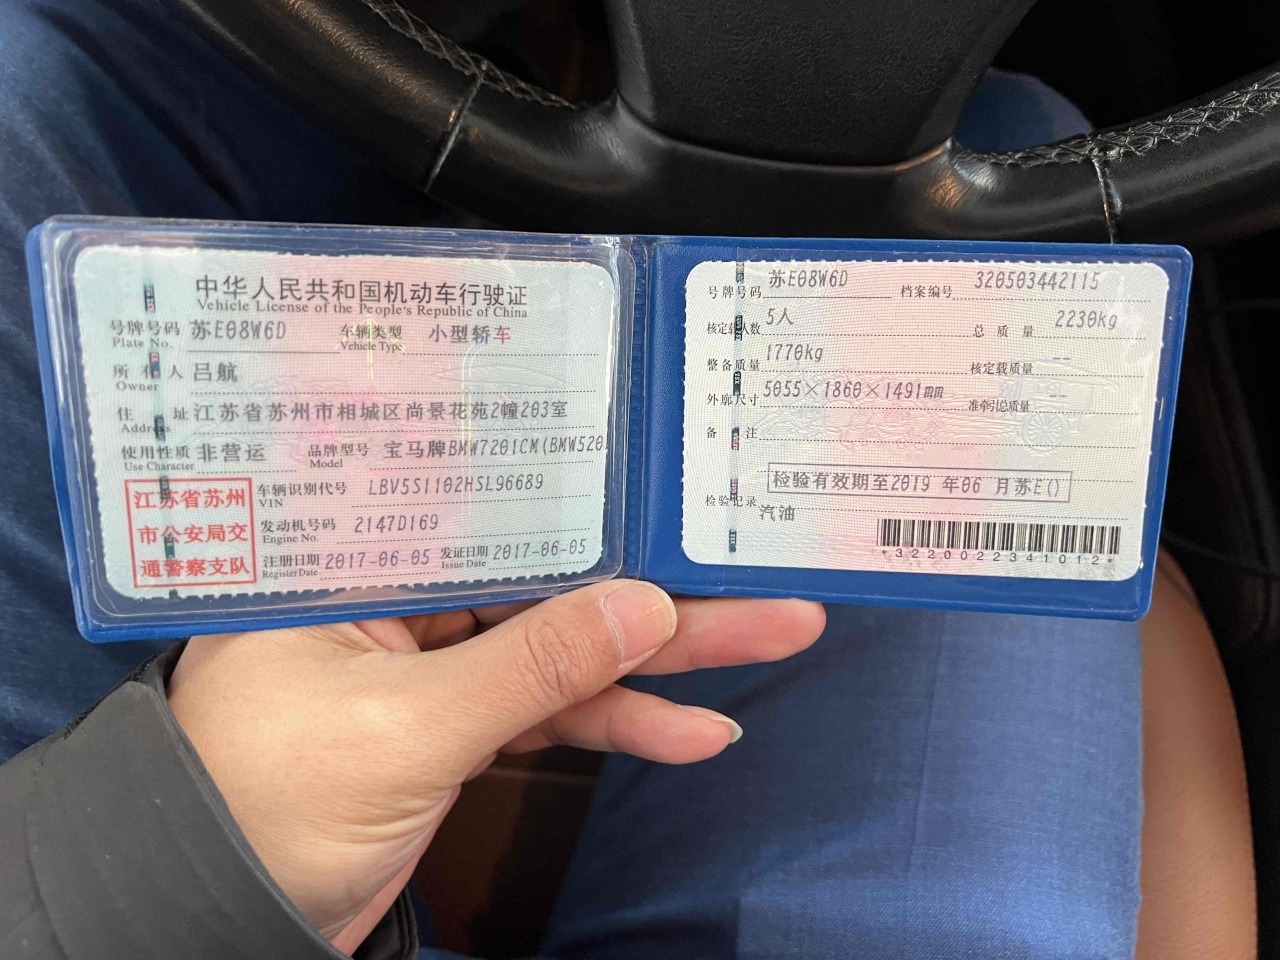 中华人民共和国机动车行驶证
Vehicle License of the People's Republic of China
号牌号码 苏E08W6D 车辆类型 小型轿车
Plate No. Vehicle Type
所有人 吕航
Owner
住址 江苏省苏州市相城区尚景花苑2幢203室
Address
使用性质 非营运 品牌型号 宝马牌BMW7201CM(BMW520
Use Character Model
江苏省苏州
市公安局交
通警察支队
车辆识别代号 LBV5S1102HSL96689
VIN
发动机号码 2147D169
Engine No.
注册日期 2017-06-05 发证日期 2017-06-05
Register Date Issue Date
号牌号码 苏E08W6D 档案编号 320503442115
核定载人数 5人 总质量 2230kg
整备质量 1770kg 核定载质量 --
外廓尺寸 5055×1860×1491mm 准牵引总质量 --
备注
检验有效期至2019 年06 月苏E()
检验记录
汽油
*3220022341012*